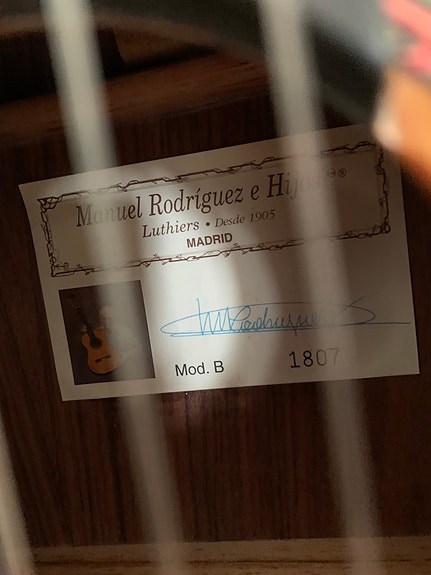 Manuel Rodríguez e Hijos ®
Luthiers • Desde 1905
MADRID
Mod. B
1807